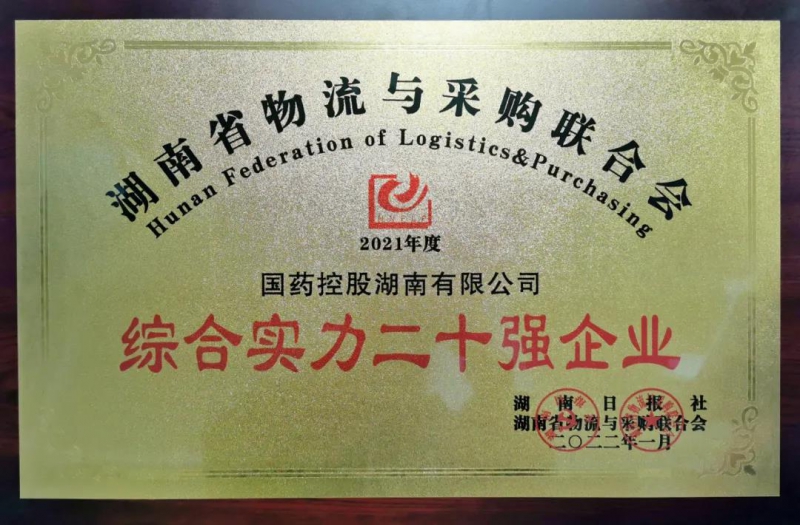 湖南省物流与采购联合会
Hunan Federation of Logistics&Purchasing
2021年度
国药控股湖南有限公司
综合实力二十强企业
湖南日报社
湖南省物流与采购联合会
二〇二二年一月